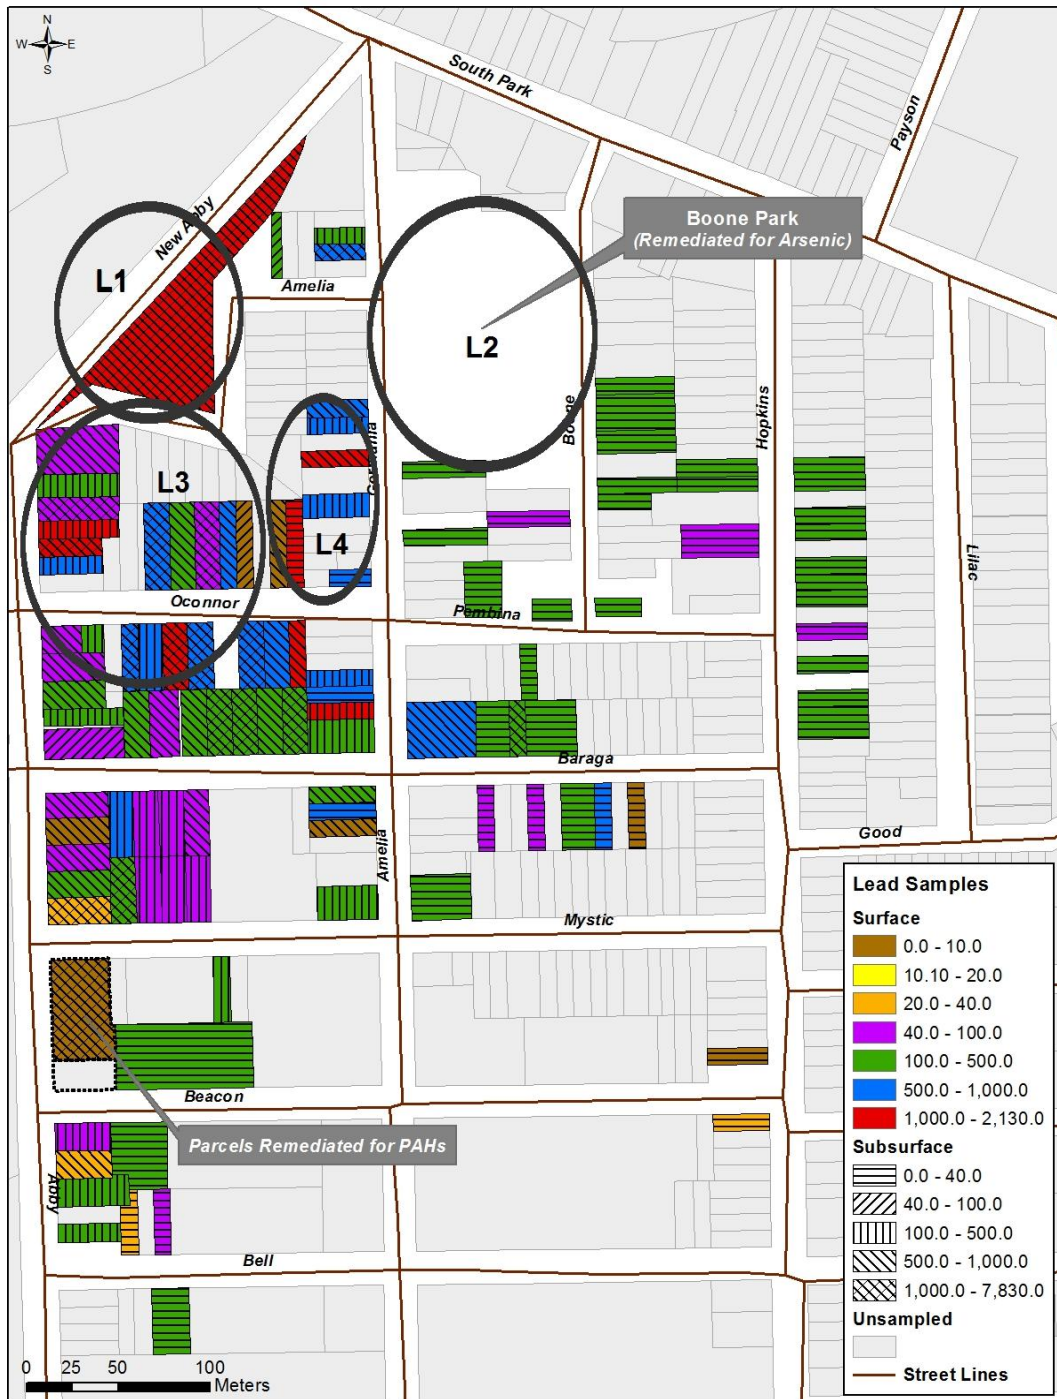 N
W E
S
South Park
Payson
New Abby
Boone Park
(Remediated for Arsenic)
L1
Amelia
L2
Boone
Hopkins
L3
L4
Lilac
Oconnor
Pembina
Baraga
Good
Amelia
Mystic
Beacon
Parcels Remediated for PAHs
Abby
Bell
Lead Samples
Surface
0.0 - 10.0
10.10 - 20.0
20.0 - 40.0
40.0 - 100.0
100.0 - 500.0
500.0 - 1,000.0
1,000.0 - 2,130.0
Subsurface
0.0 - 40.0
40.0 - 100.0
100.0 - 500.0
500.0 - 1,000.0
1,000.0 - 7,830.0
Unsampled
Street Lines
0 25 50 100
Meters